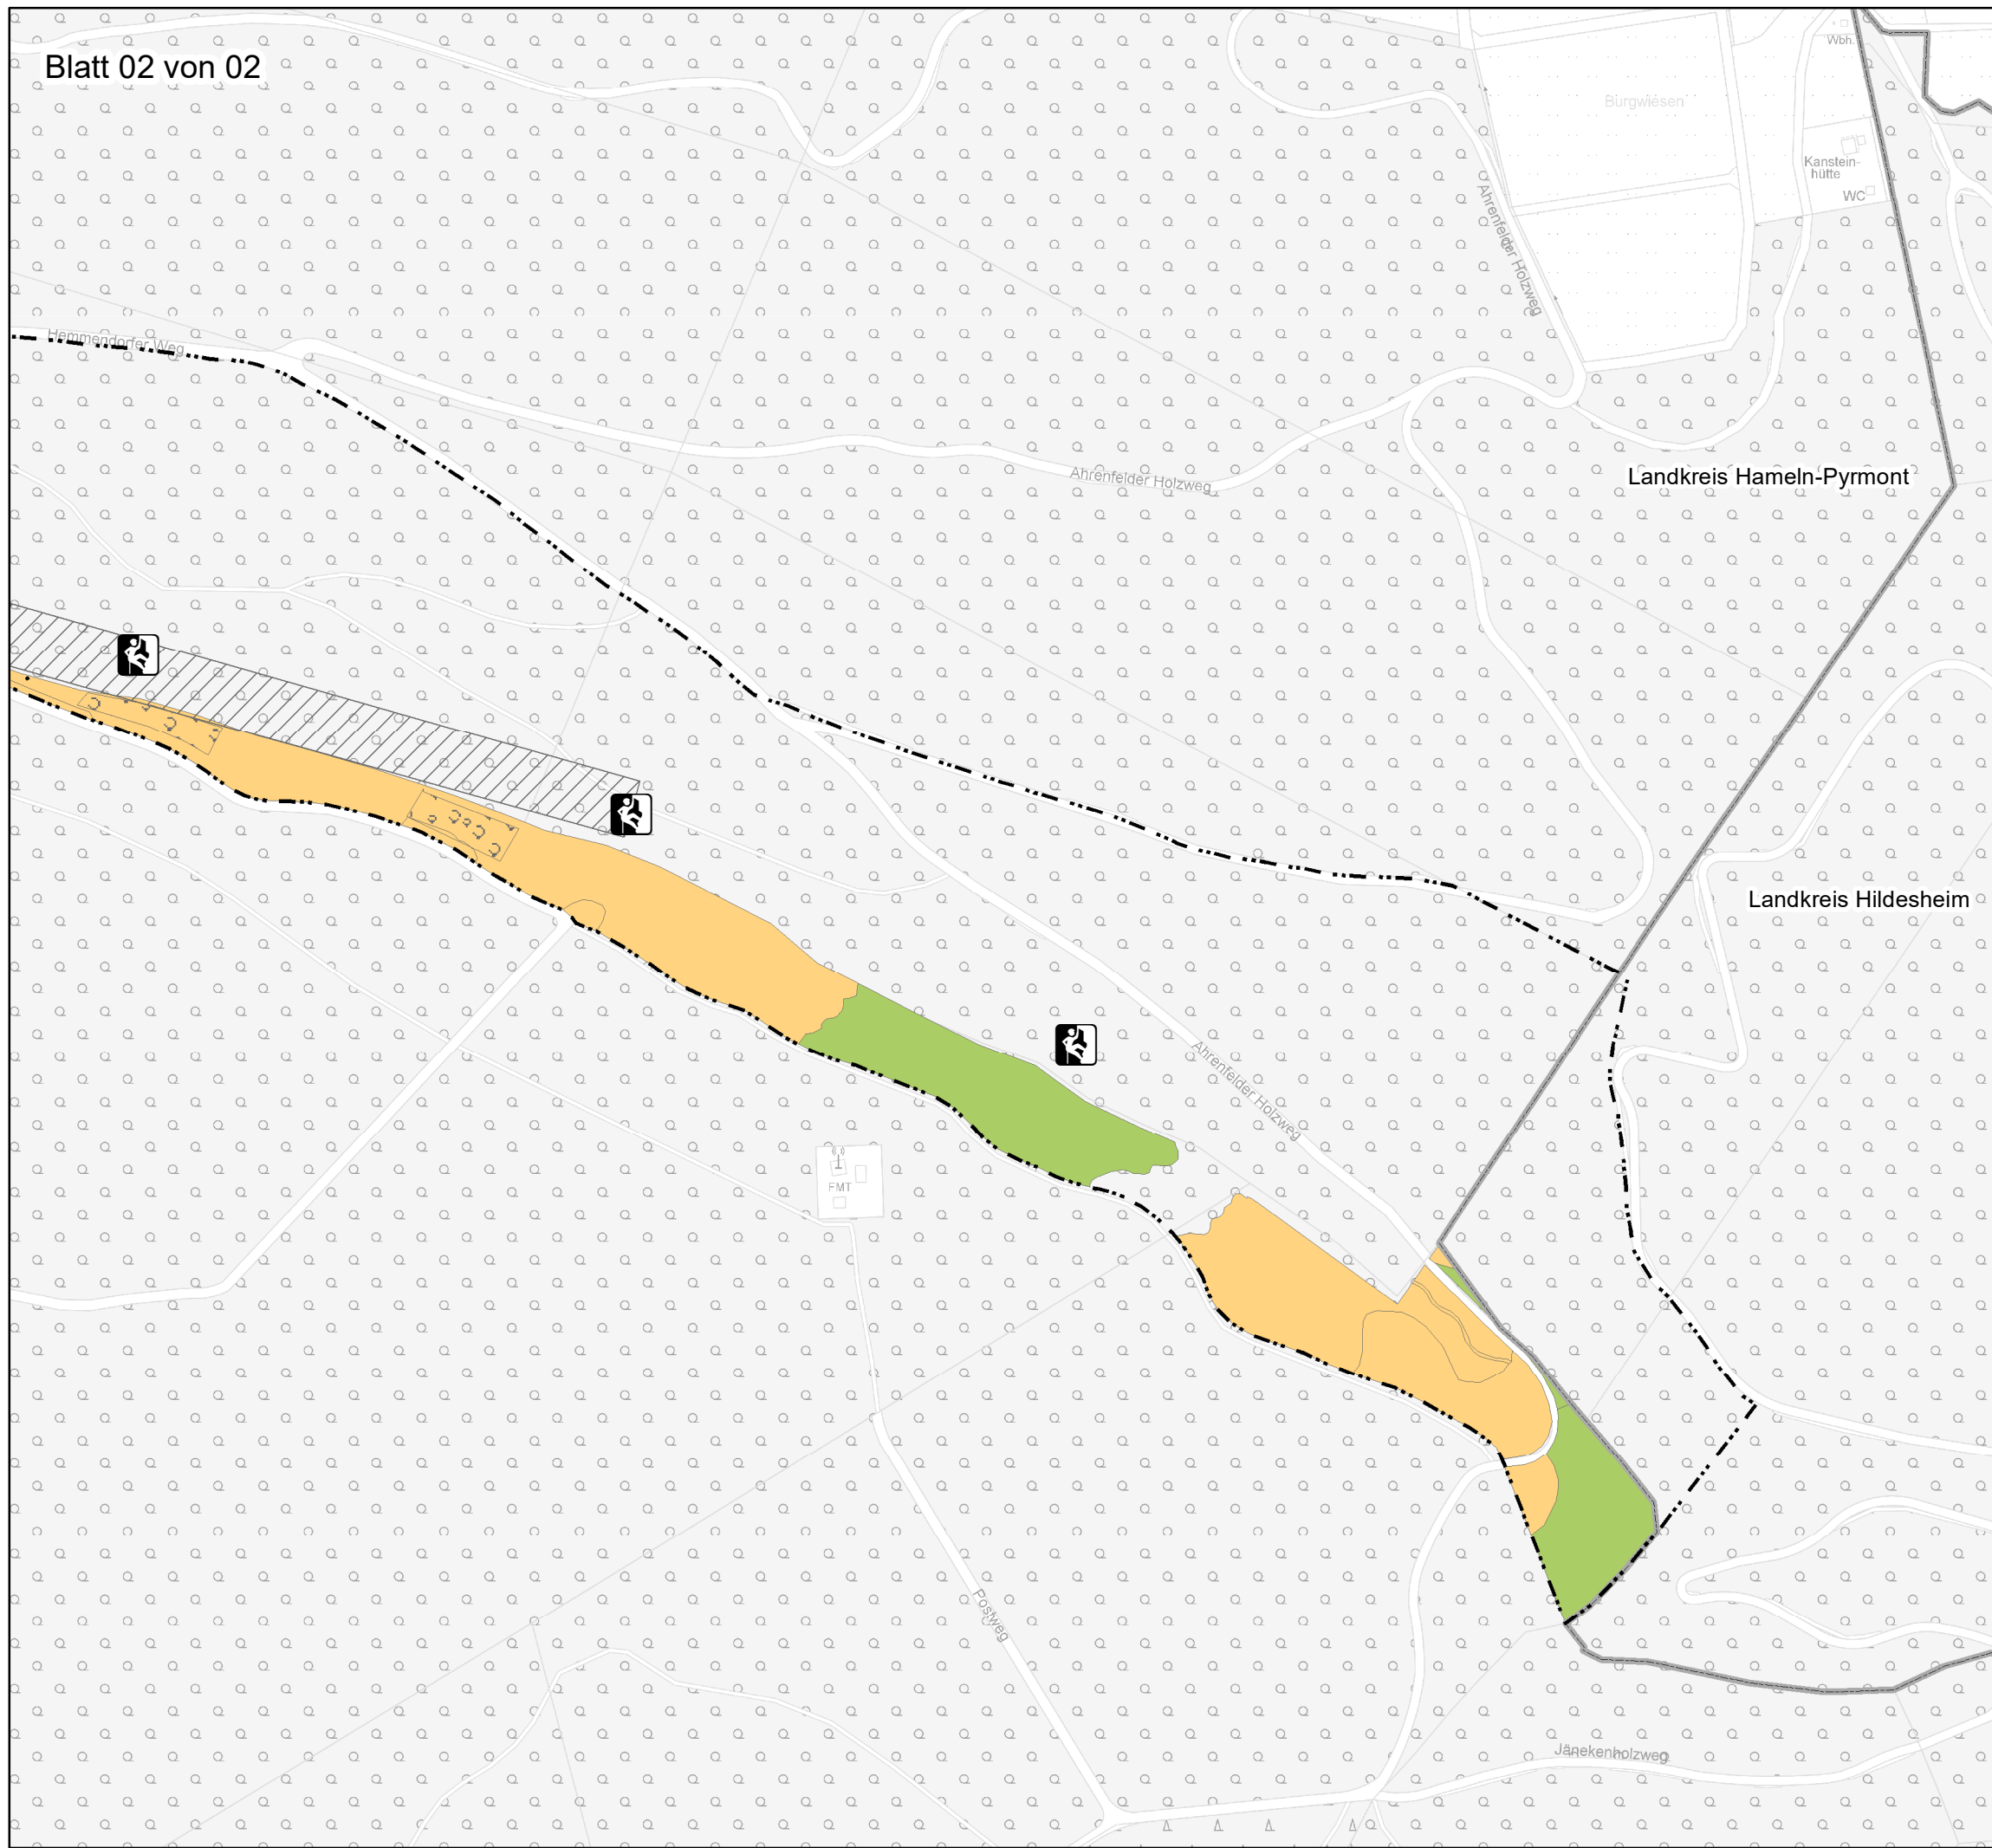 Blatt 02 von 02
Wbh.
Burgwiesen
Kanstein-
hütte
WC
Ahrenfelder Holzweg
Hemmendorfer Weg
Ahrenfelder Holzweg
Landkreis Hameln-Pyrmont
Landkreis Hildesheim
Ahrenfelder Holzweg
FMT
Postweg
Jänekenholzweg